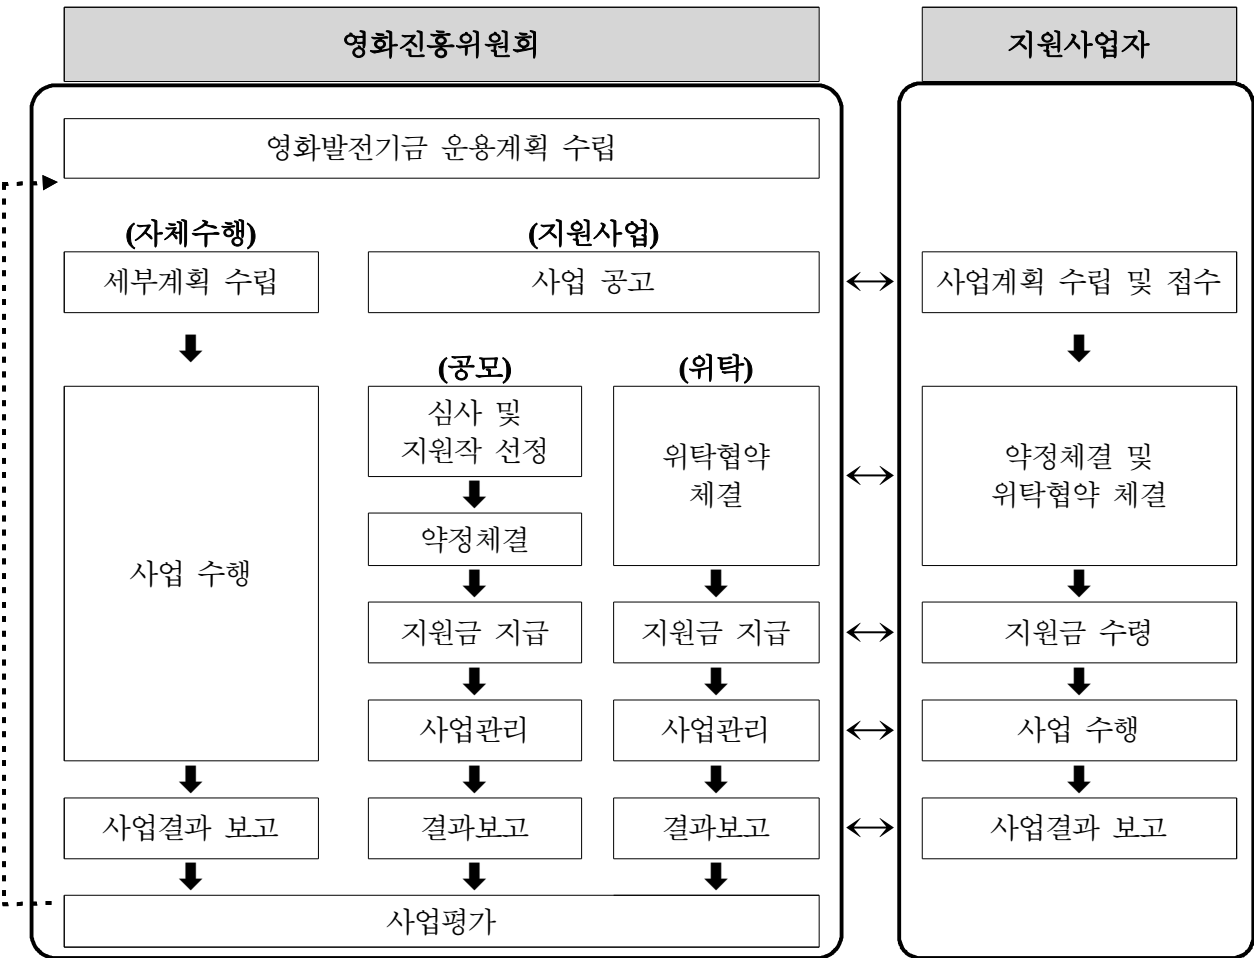 영화진흥위원회
지원사업자
영화발전기금 운용계획 수립
(자체수행)
(지원사업)
세부계획 수립
사업 공고
사업계획 수립 및 접수
(공모)
(위탁)
심사 및
지원작 선정
위탁협약
체결
약정체결 및
위탁협약 체결
약정체결
사업 수행
지원금 지급
지원금 지급
지원금 수령
사업관리
사업관리
사업 수행
사업결과 보고
결과보고
결과보고
사업결과 보고
사업평가